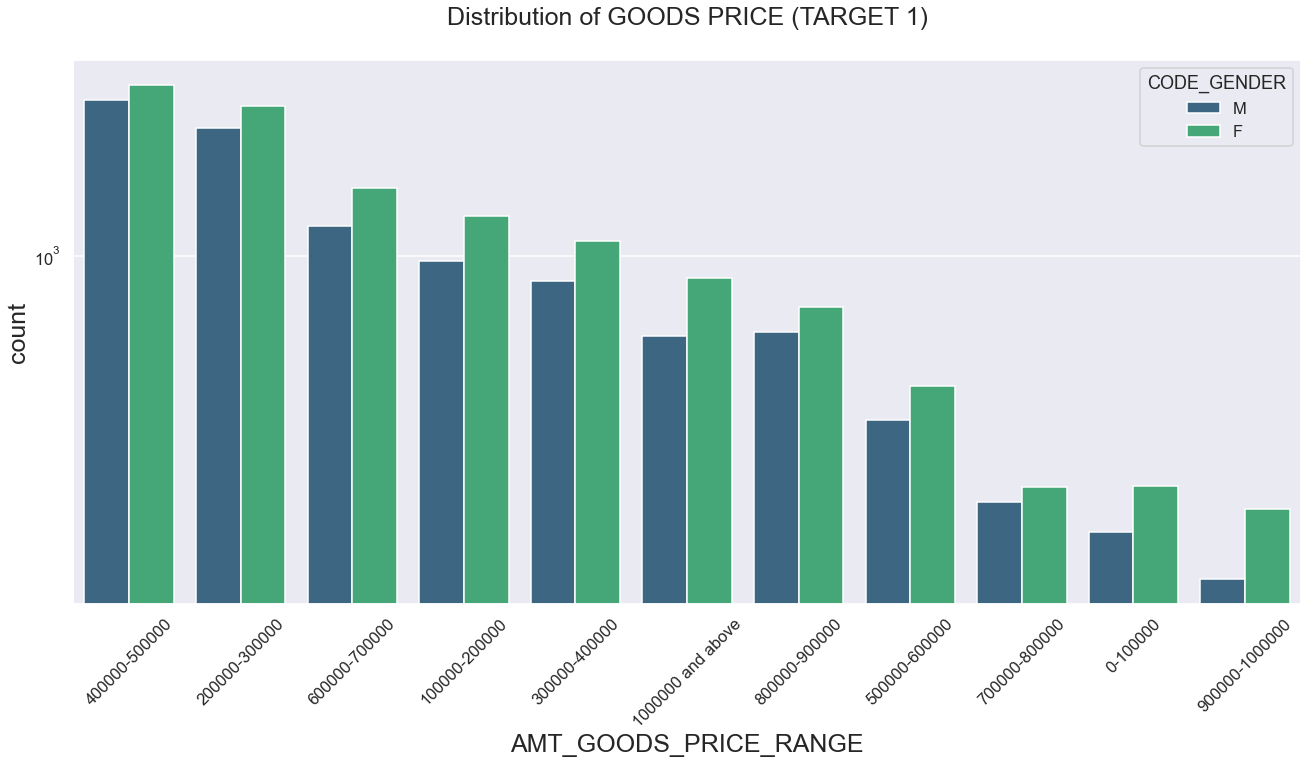 Distribution of GOODS PRICE (TARGET 1)
CODE_GENDER
M
F
10³
count
400000-500000
200000-300000
600000-700000
100000-200000
300000-400000
1000000 and above
800000-900000
500000-600000
700000-800000
0-100000
900000-1000000
AMT_GOODS_PRICE_RANGE